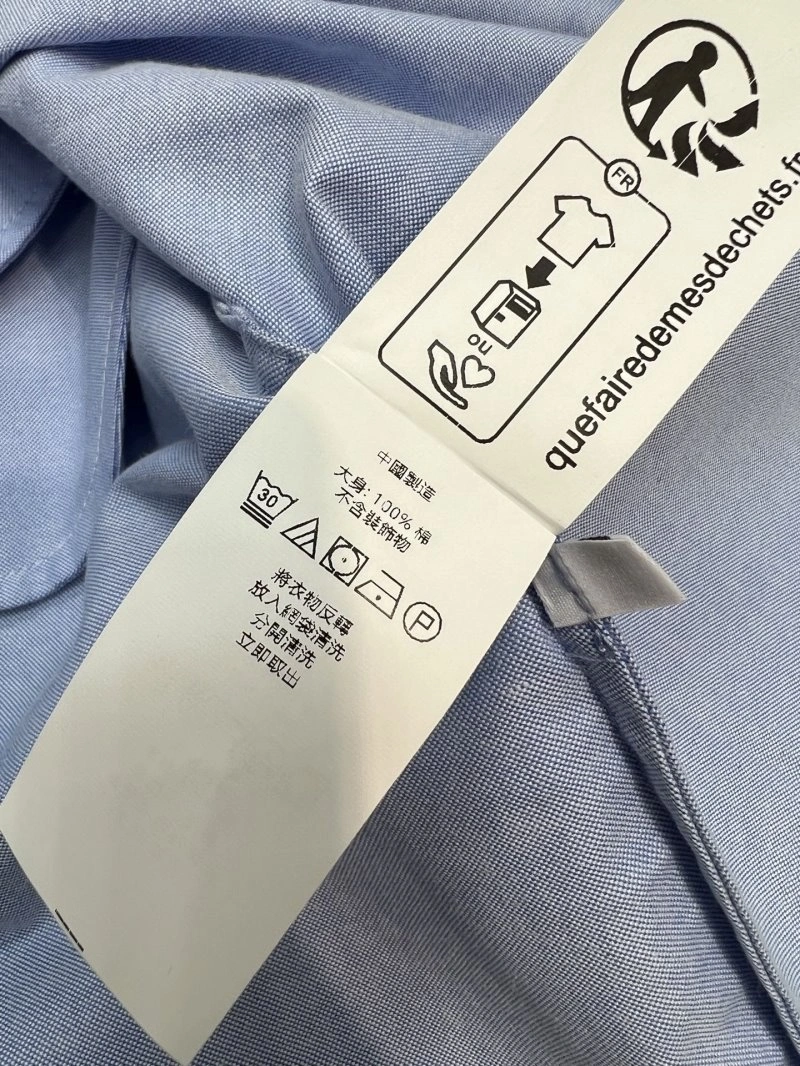 FR
OU
quefairedemesdechets.fr
中國製造
大身: 100% 棉
不含裝飾物
30
P
將衣物反轉
放入網袋清洗
分開清洗
立即取出